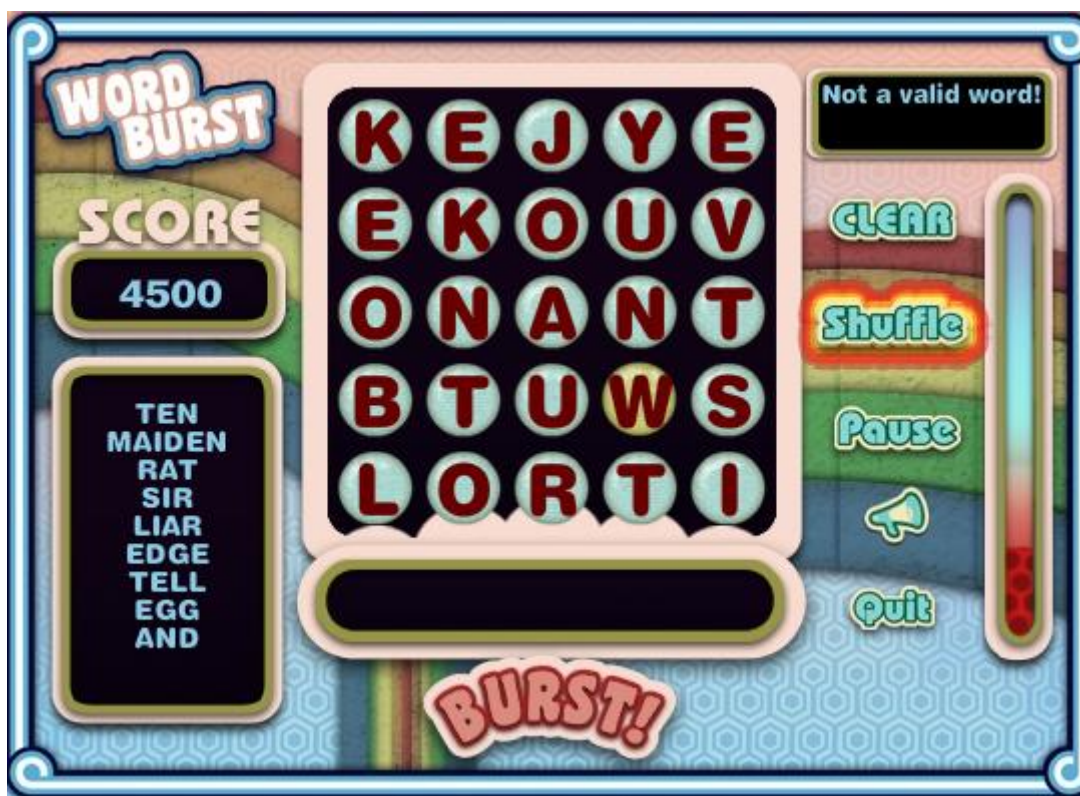 WORD
BURST
SCORE
4500
TEN
MAIDEN
RAT
SIR
LIAR
EDGE
TELL
EGG
AND
K E J Y E
E K O U V
O N A N T
B T U W S
L O R T I
BURST!
Not a valid word!
CLEAR
Shuffle
Pause
Quit